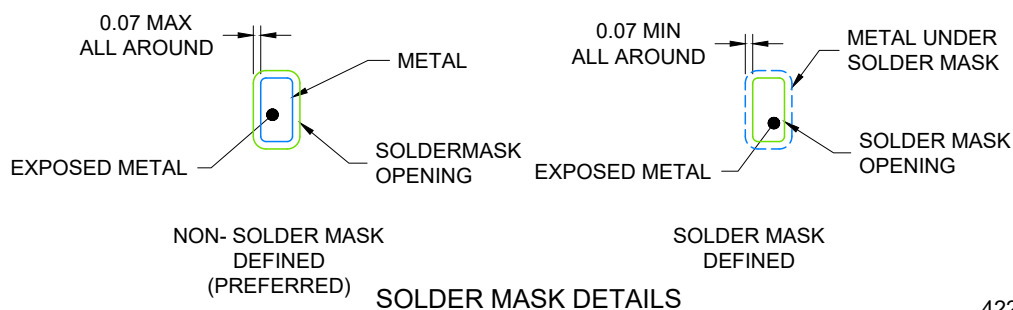 0.07 MAX
ALL AROUND
METAL
EXPOSED METAL
SOLDERMASK
OPENING
NON- SOLDER MASK
DEFINED
(PREFERRED)
0.07 MIN
ALL AROUND
METAL UNDER
SOLDER MASK
EXPOSED METAL
SOLDER MASK
OPENING
SOLDER MASK
DEFINED
SOLDER MASK DETAILS